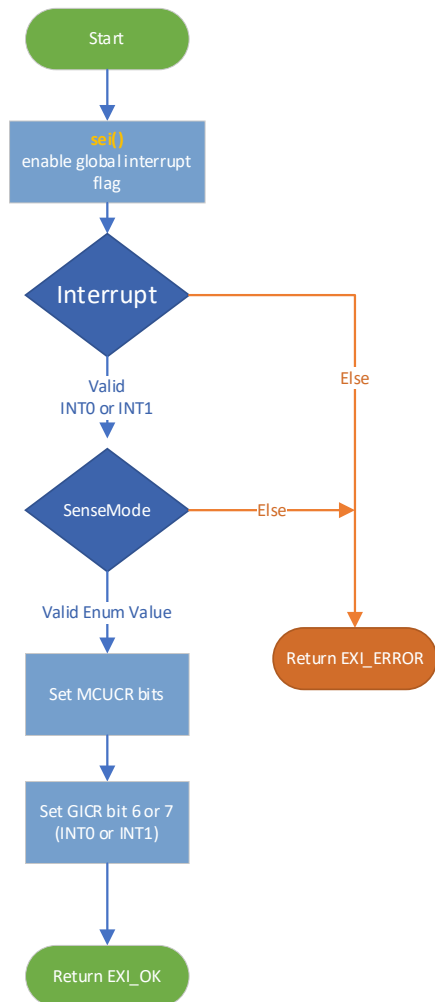 Start
sei()
enable global interrupt
flag
Interrupt
Else
Valid
INT0 or INT1
SenseMode
Else
Valid Enum Value
Return EXI_ERROR
Set MCUCR bits
Set GICR bit 6 or 7
(INT0 or INT1)
Return EXI_OK